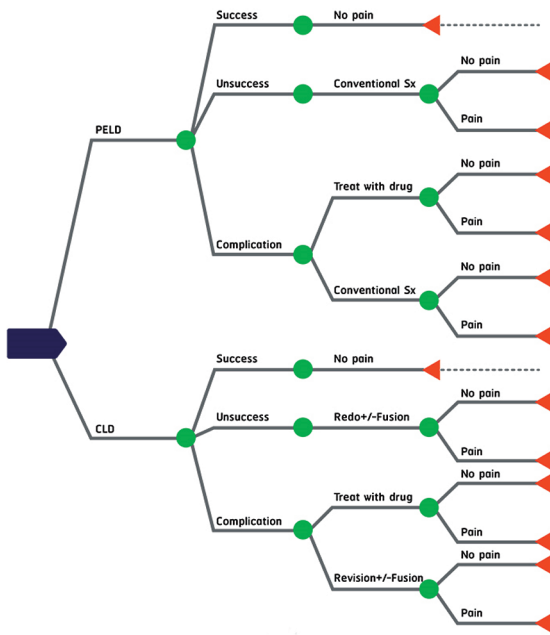 Success
No pain
Unsuccess
Conventional Sx
No pain
Pain
PELD
Treat with drug
No pain
Pain
Complication
Conventional Sx
No pain
Pain
Success
No pain
Unsuccess
Redo+/-Fusion
No pain
Pain
CLD
Treat with drug
No pain
Pain
Complication
Revision+/-Fusion
No pain
Pain